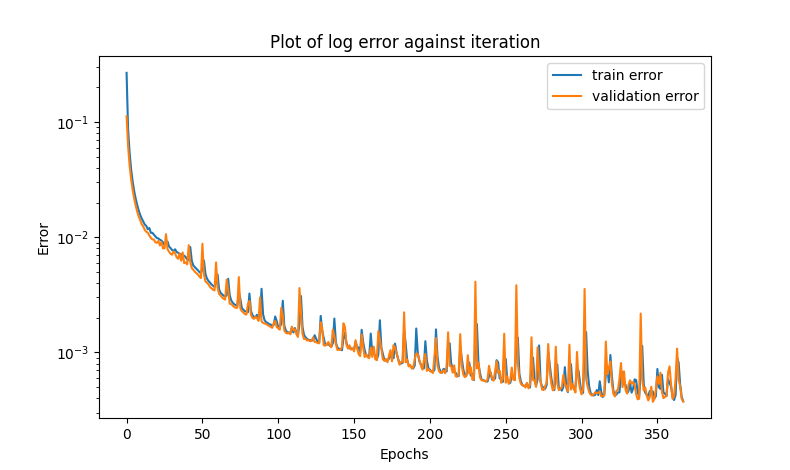 Plot of log error against iteration
train error
validation error
Error
10⁻¹
10⁻²
10⁻³
0 50 100 150 200 250 300 350
Epochs